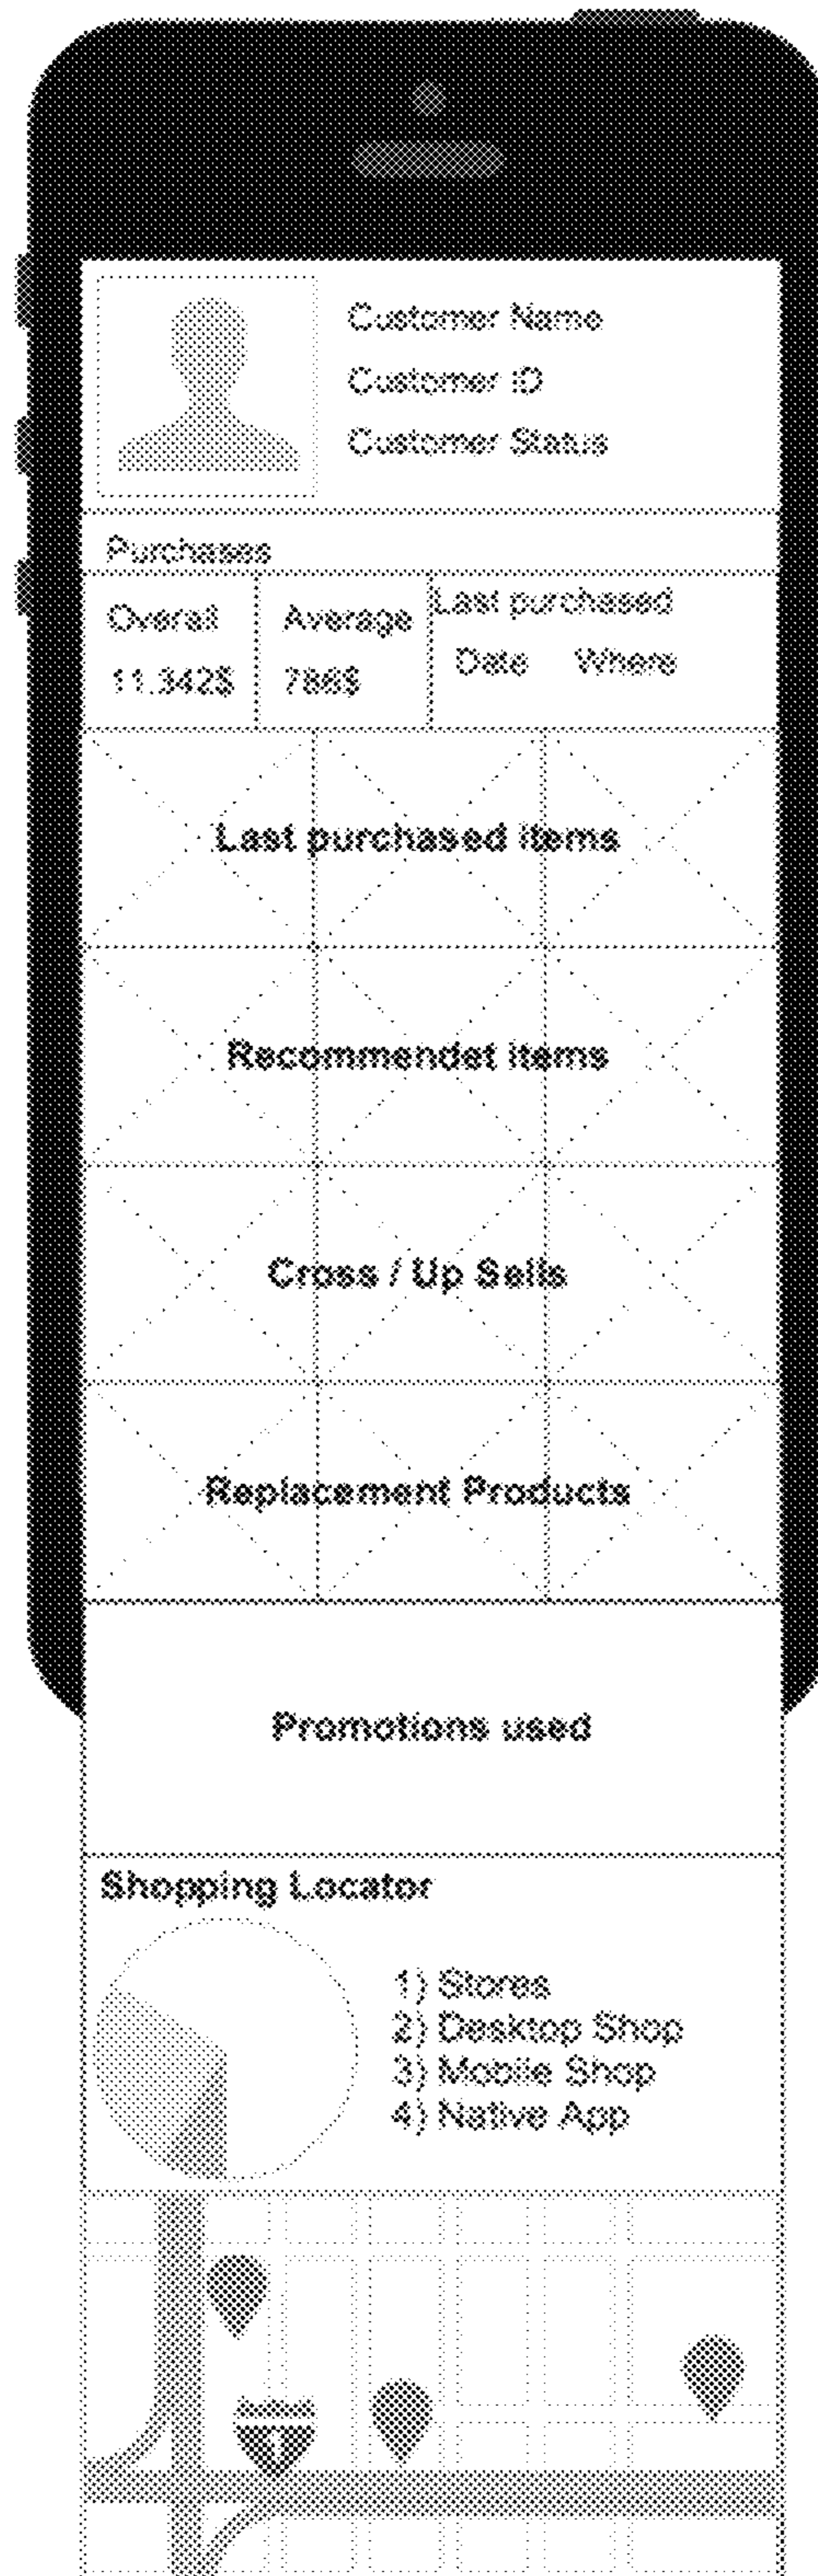 Customer Name
Customer ID
Customer Status
Purchases
Overall
11.342$
Average
786$
Last purchased
Date Where
Last purchased items
Recommendet items
Cross / Up Sells
Replacement Products
Promotions used
Shopping Locator
1) Stores
2) Desktop Shop
3) Mobile Shop
4) Native App